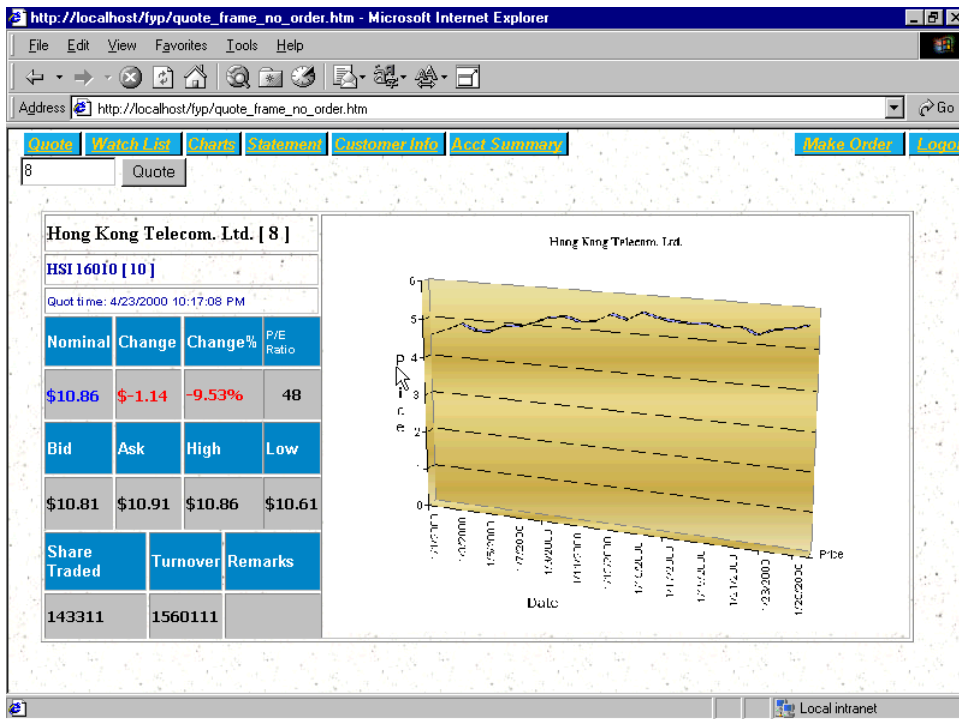 http://localhost/fyp/quote_frame_no_order.htm - Microsoft Internet Explorer
File Edit View Favorites Tools Help
Address http://localhost/fyp/quote_frame_no_order.htm Go
Quote Watch List Charts Statement Customer Info Acct Summary Make Order
8 Quote
Hong Kong Telecom. Ltd. [ 8 ]
HSI 16010 [ 10 ]
Quot time: 4/23/2000 10:17:08 PM
Nominal Change Change% P/E Ratio
$10.86 $-1.14 -9.53% 48
Bid Ask High Low
$10.81 $10.91 $10.86 $10.61
Share Traded Turnover Remarks
143311 1560111
Hong Kong Telecom. Ltd.
6
5
4
3
2
1
0
Price
Date
Local intranet